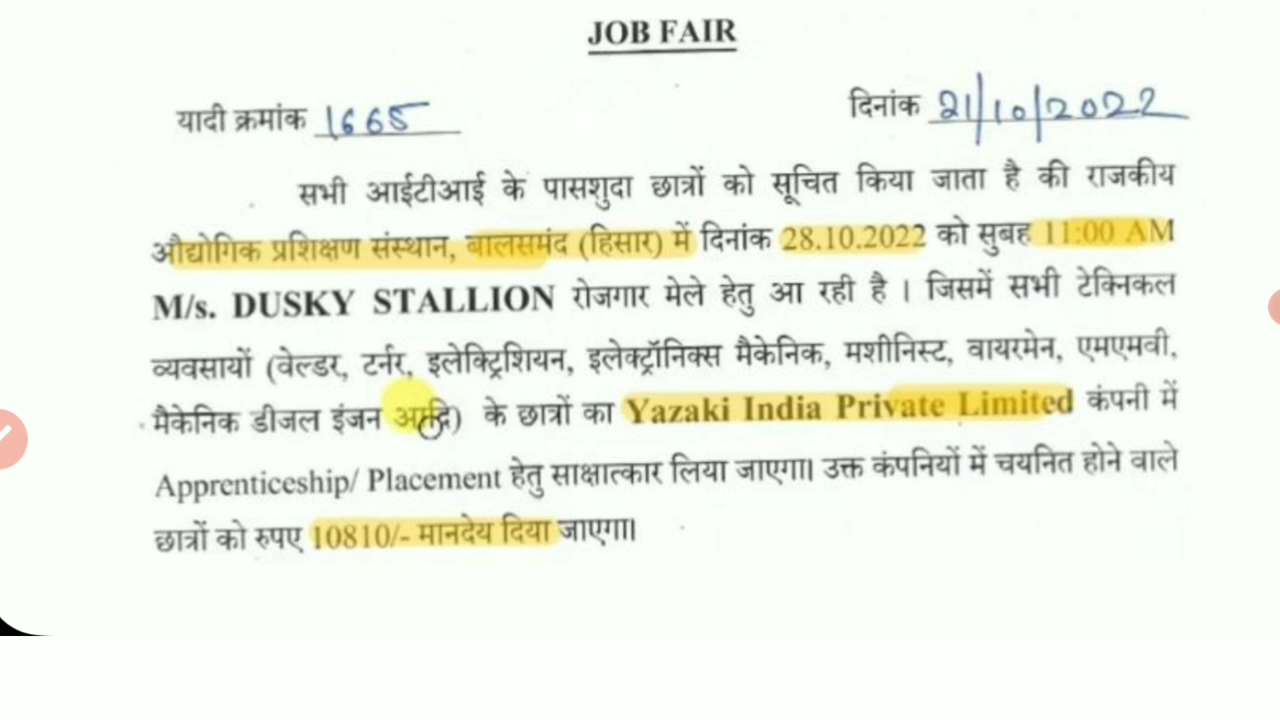 JOB FAIR
यादी क्रमांक 1665 दिनांक 21/10/2022
सभी आईटीआई के पासशुदा छात्रों को सूचित किया जाता है की राजकीय
औद्योगिक प्रशिक्षण संस्थान, बालसमंद (हिसार) में दिनांक 28.10.2022 को सुबह 11:00 AM
M/s. DUSKY STALLION रोजगार मेले हेतु आ रही है । जिसमें सभी टेक्निकल
व्यवसायों (वेल्डर, टर्नर, इलेक्ट्रिशियन, इलेक्ट्रॉनिक्स मैकेनिक, मशीनिस्ट, वायरमेन, एमएमवी,
मैकेनिक डीजल इंजन आदि) के छात्रों का Yazaki India Private Limited कंपनी में
Apprenticeship/ Placement हेतु साक्षात्कार लिया जाएगा। उक्त कंपनियों में चयनित होने वाले
छात्रों को रुपए 10810/- मानदेय दिया जाएगा।